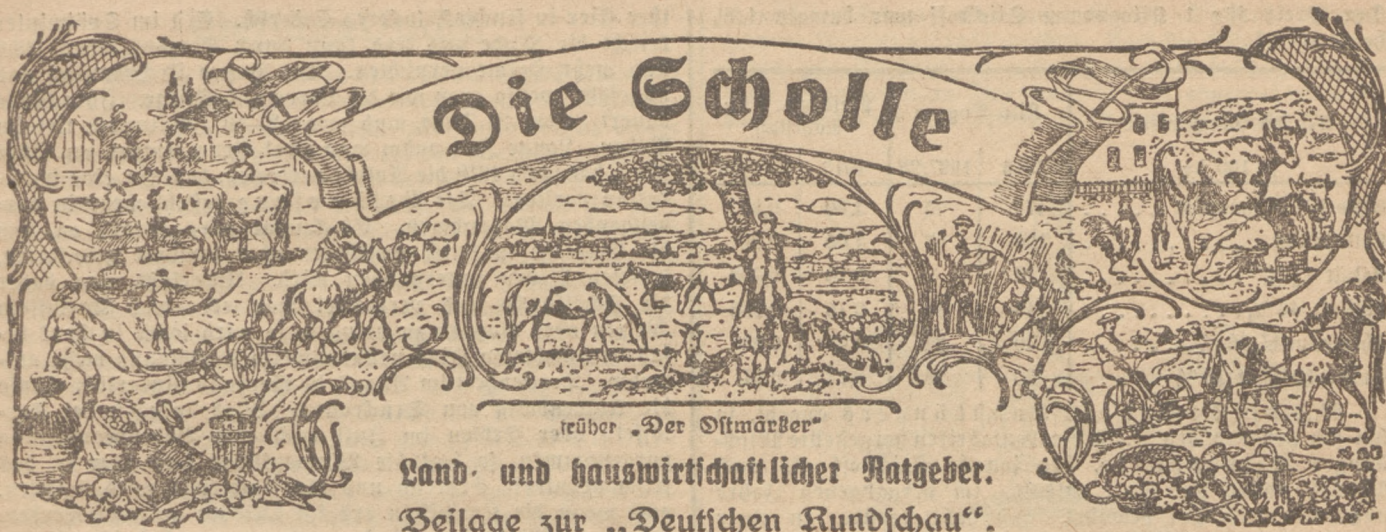 Die Scholle
früher „Der Ostmärker“
Land- und hauswirtschaftlicher Ratgeber.
Beilage zur „Deutschen Rundschau“.